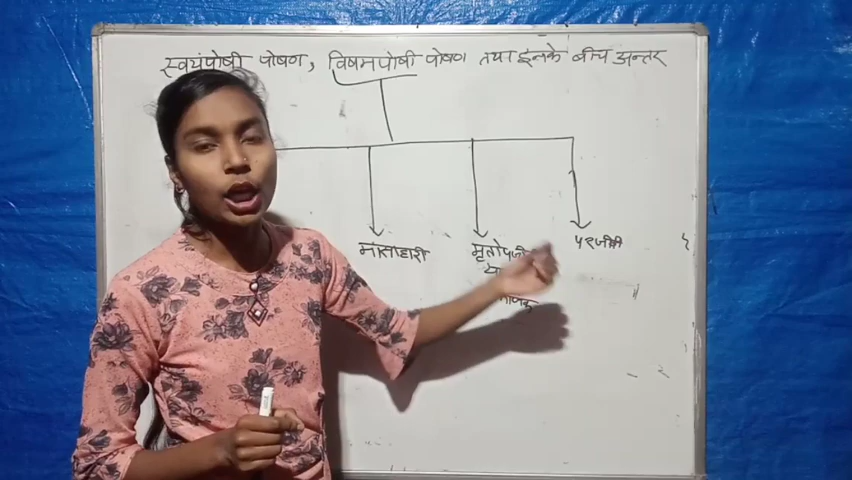 स्वयंपोषी पोषण, विषमपोषी पोषण तथा इनके बीच अन्तर
मांसाहारी
परजीवी